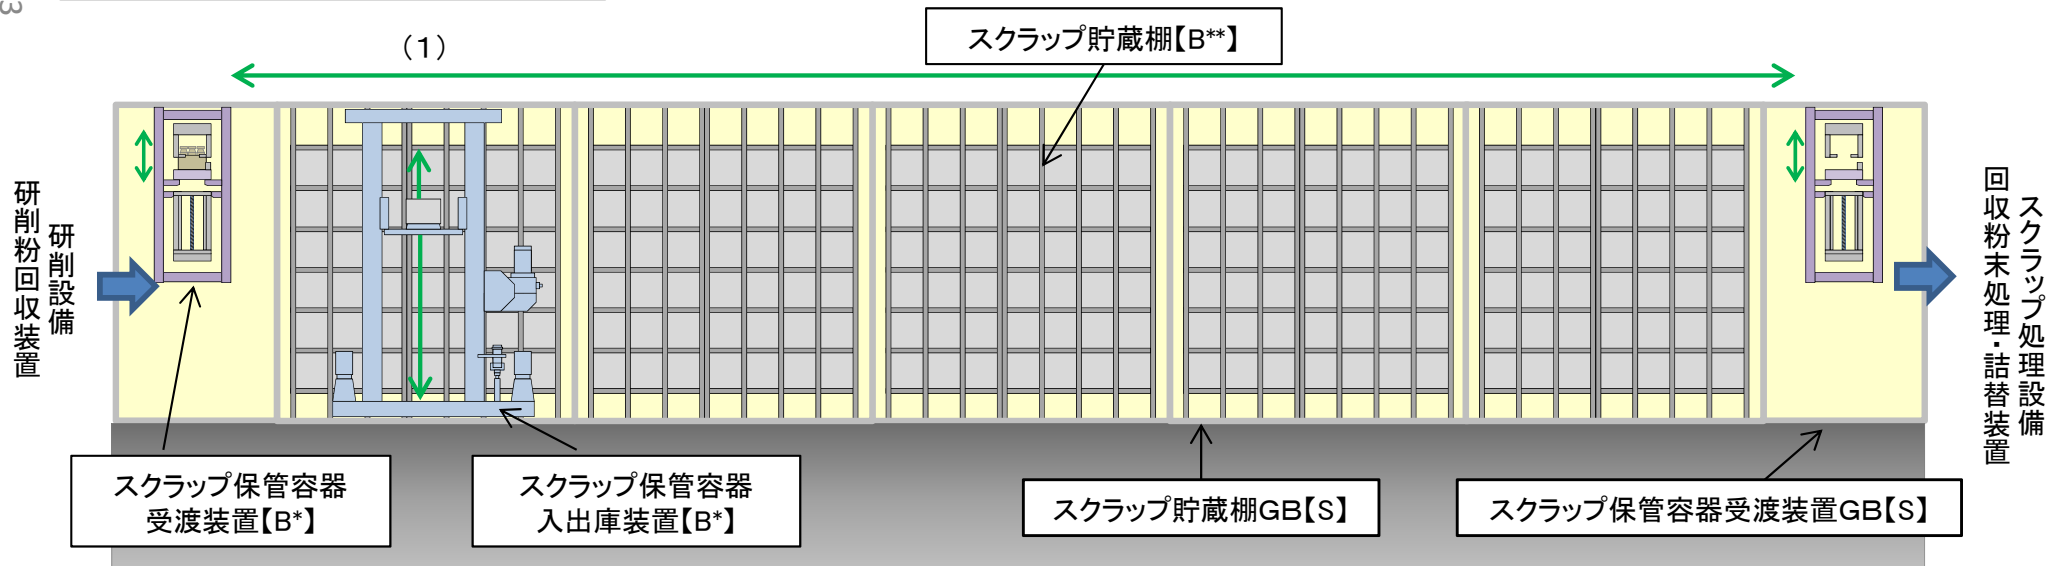 3
（1）
スクラップ貯蔵棚【B**】
研削設備
研削粉回収装置
スクラップ処理設備
回収粉末処理・詰替装置
スクラップ保管容器
受渡装置【B*】
スクラップ保管容器
入出庫装置【B*】
スクラップ貯蔵棚GB【S】
スクラップ保管容器受渡装置GB【S】